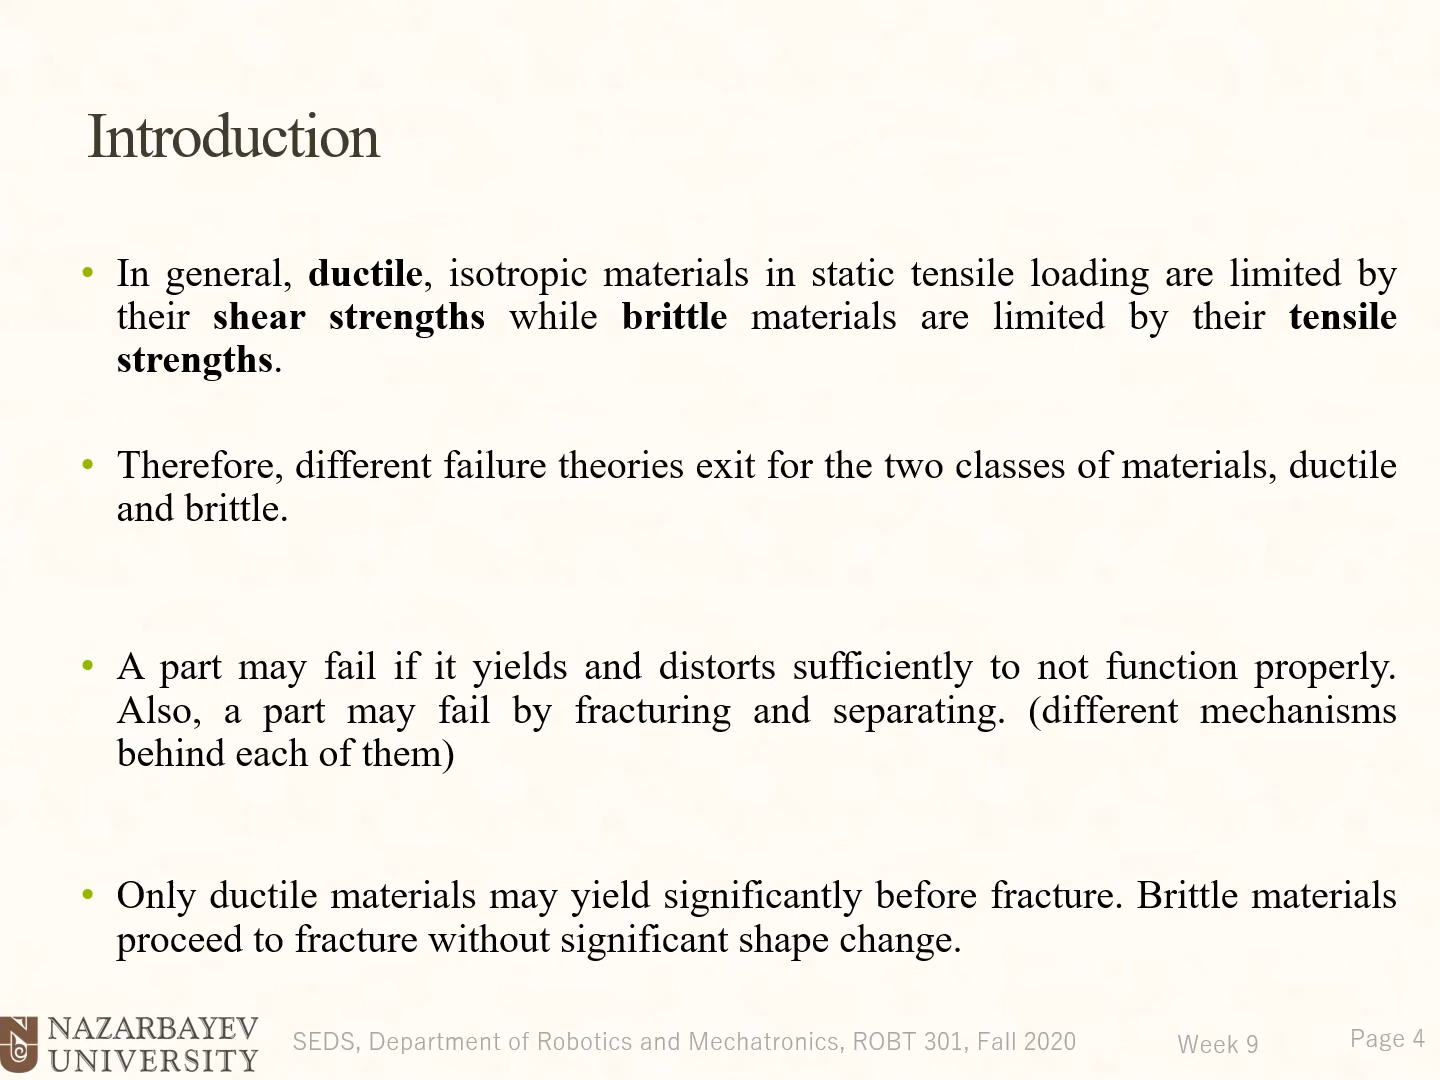 Introduction
• In general, ductile, isotropic materials in static tensile loading are limited by
their shear strengths while brittle materials are limited by their tensile
strengths.
• Therefore, different failure theories exit for the two classes of materials, ductile
and brittle.
• A part may fail if it yields and distorts sufficiently to not function properly.
Also, a part may fail by fracturing and separating. (different mechanisms
behind each of them)
• Only ductile materials may yield significantly before fracture. Brittle materials
proceed to fracture without significant shape change.
NAZARBAYEV
UNIVERSITY
SEDS, Department of Robotics and Mechatronics, ROBT 301, Fall 2020
Week 9
Page 4